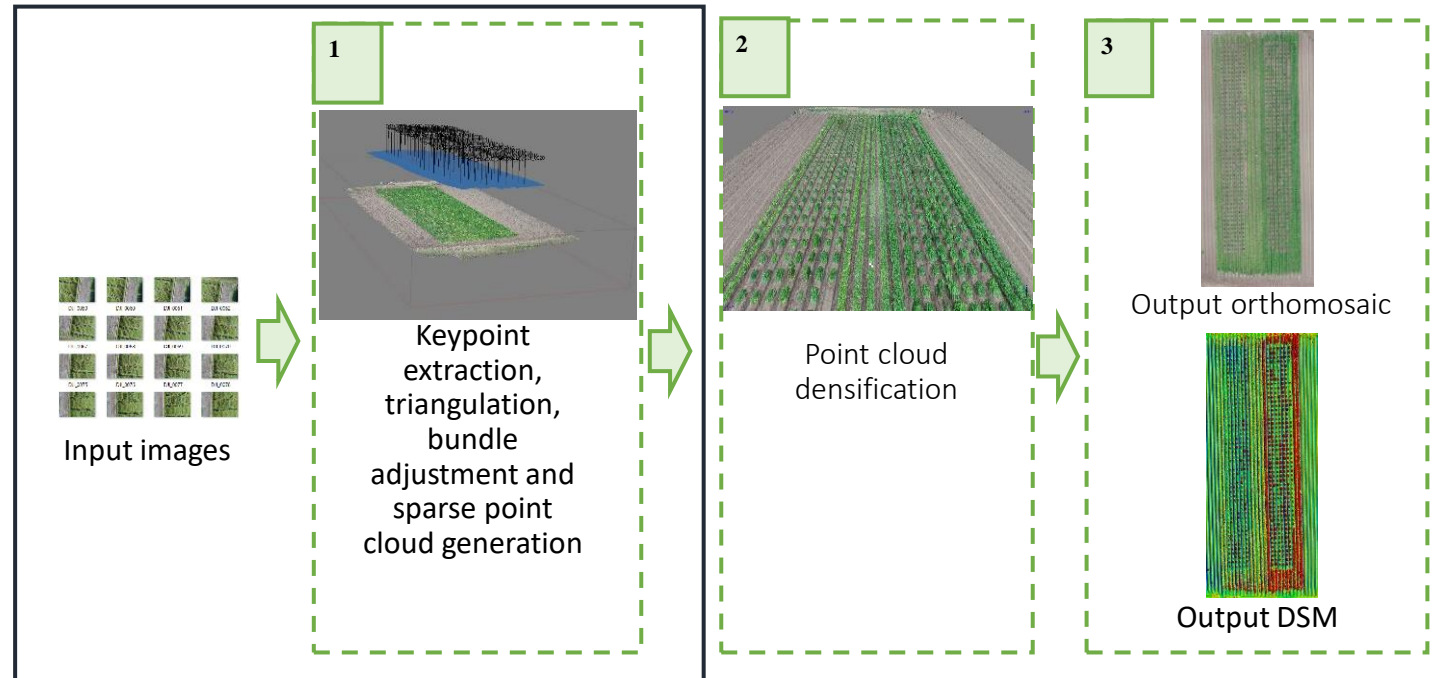 1
2
3
Input images
Keypoint
extraction,
triangulation,
bundle
adjustment and
sparse point
cloud generation
Point cloud
densification
Output orthomosaic
Output DSM